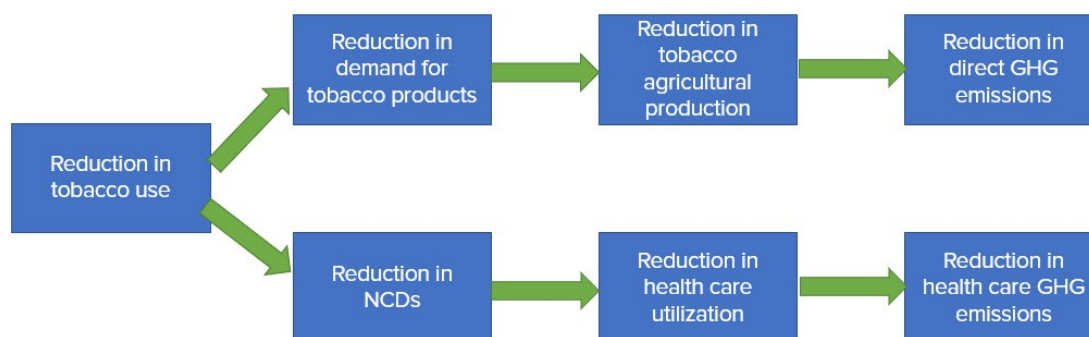 Reduction in
tobacco use
Reduction in
demand for
tobacco products
Reduction in
tobacco
agricultural
production
Reduction in
direct GHG
emissions
Reduction in
NCDs
Reduction in
health care
utilization
Reduction in
health care GHG
emissions